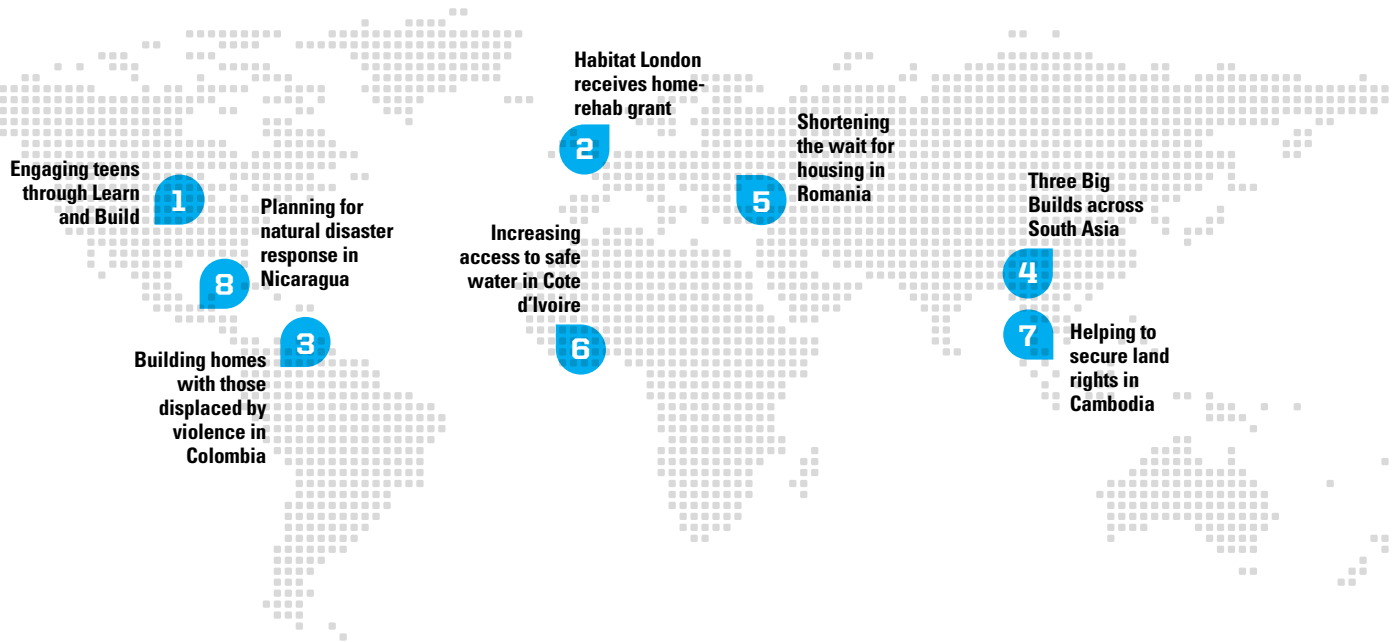 Engaging teens
through Learn
and Build
1
Habitat London
receives home-
rehab grant
2
Building homes
with those
displaced by
violence in
Colombia
3
Three Big
Builds across
South Asia
4
Shortening
the wait for
housing in
Romania
5
Increasing
access to safe
water in Cote
d'Ivoire
6
Helping to
secure land
rights in
Cambodia
7
Planning for
natural disaster
response in
Nicaragua
8